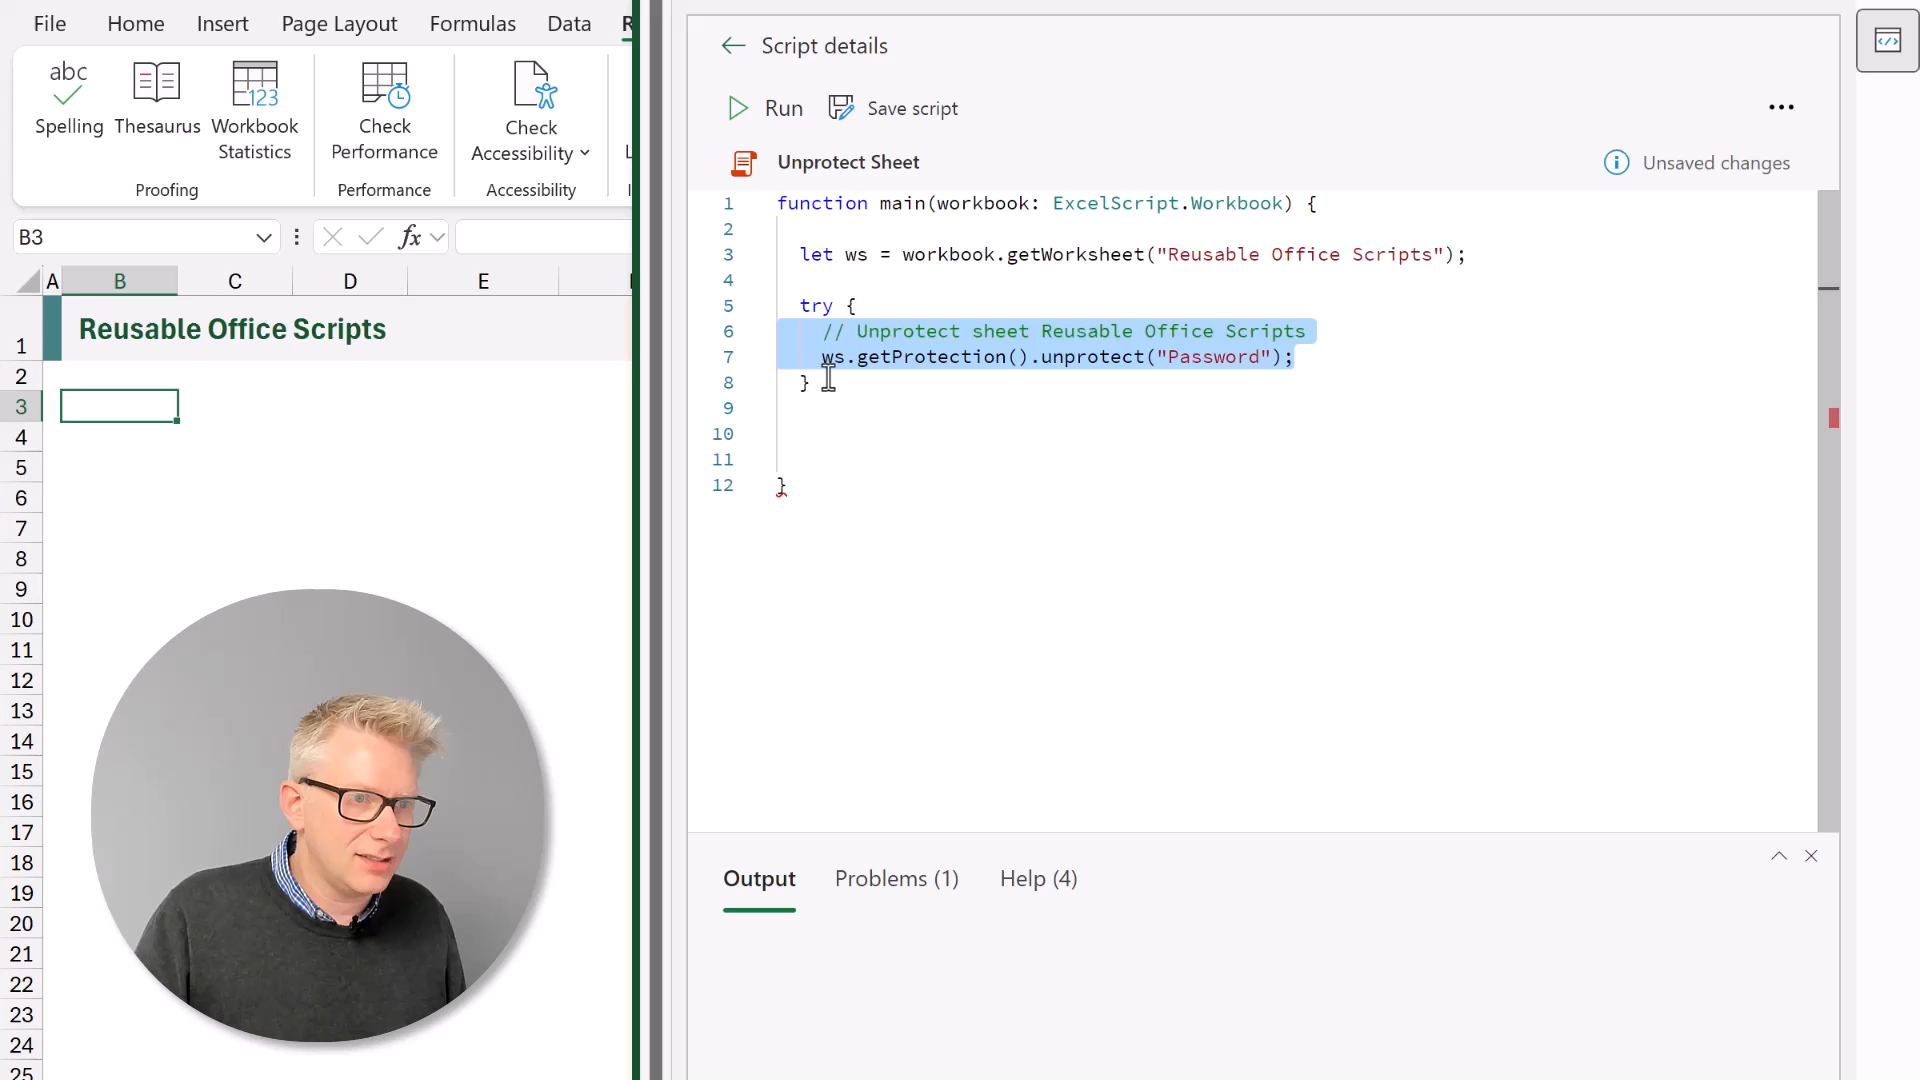 File Home Insert Page Layout Formulas Data
abc
Spelling
Thesaurus
123
Workbook
Statistics
Check
Performance
Check
Accessibility
Proofing
Performance
Accessibility
B3
fx
A B C D E
1
Reusable Office Scripts
2
3
4
5
6
7
8
9
10
11
12
13
14
15
16
17
18
19
20
21
22
23
24
25
Script details
Run
Save script
Unprotect Sheet
Unsaved changes
1 function main(workbook: ExcelScript.Workbook) {
2
3 let ws = workbook.getWorksheet("Reusable Office Scripts");
4
5 try {
6 // Unprotect sheet Reusable Office Scripts
7 ws.getProtection().unprotect("Password");
8 }
9
10
11
12 }
Output Problems (1) Help (4)